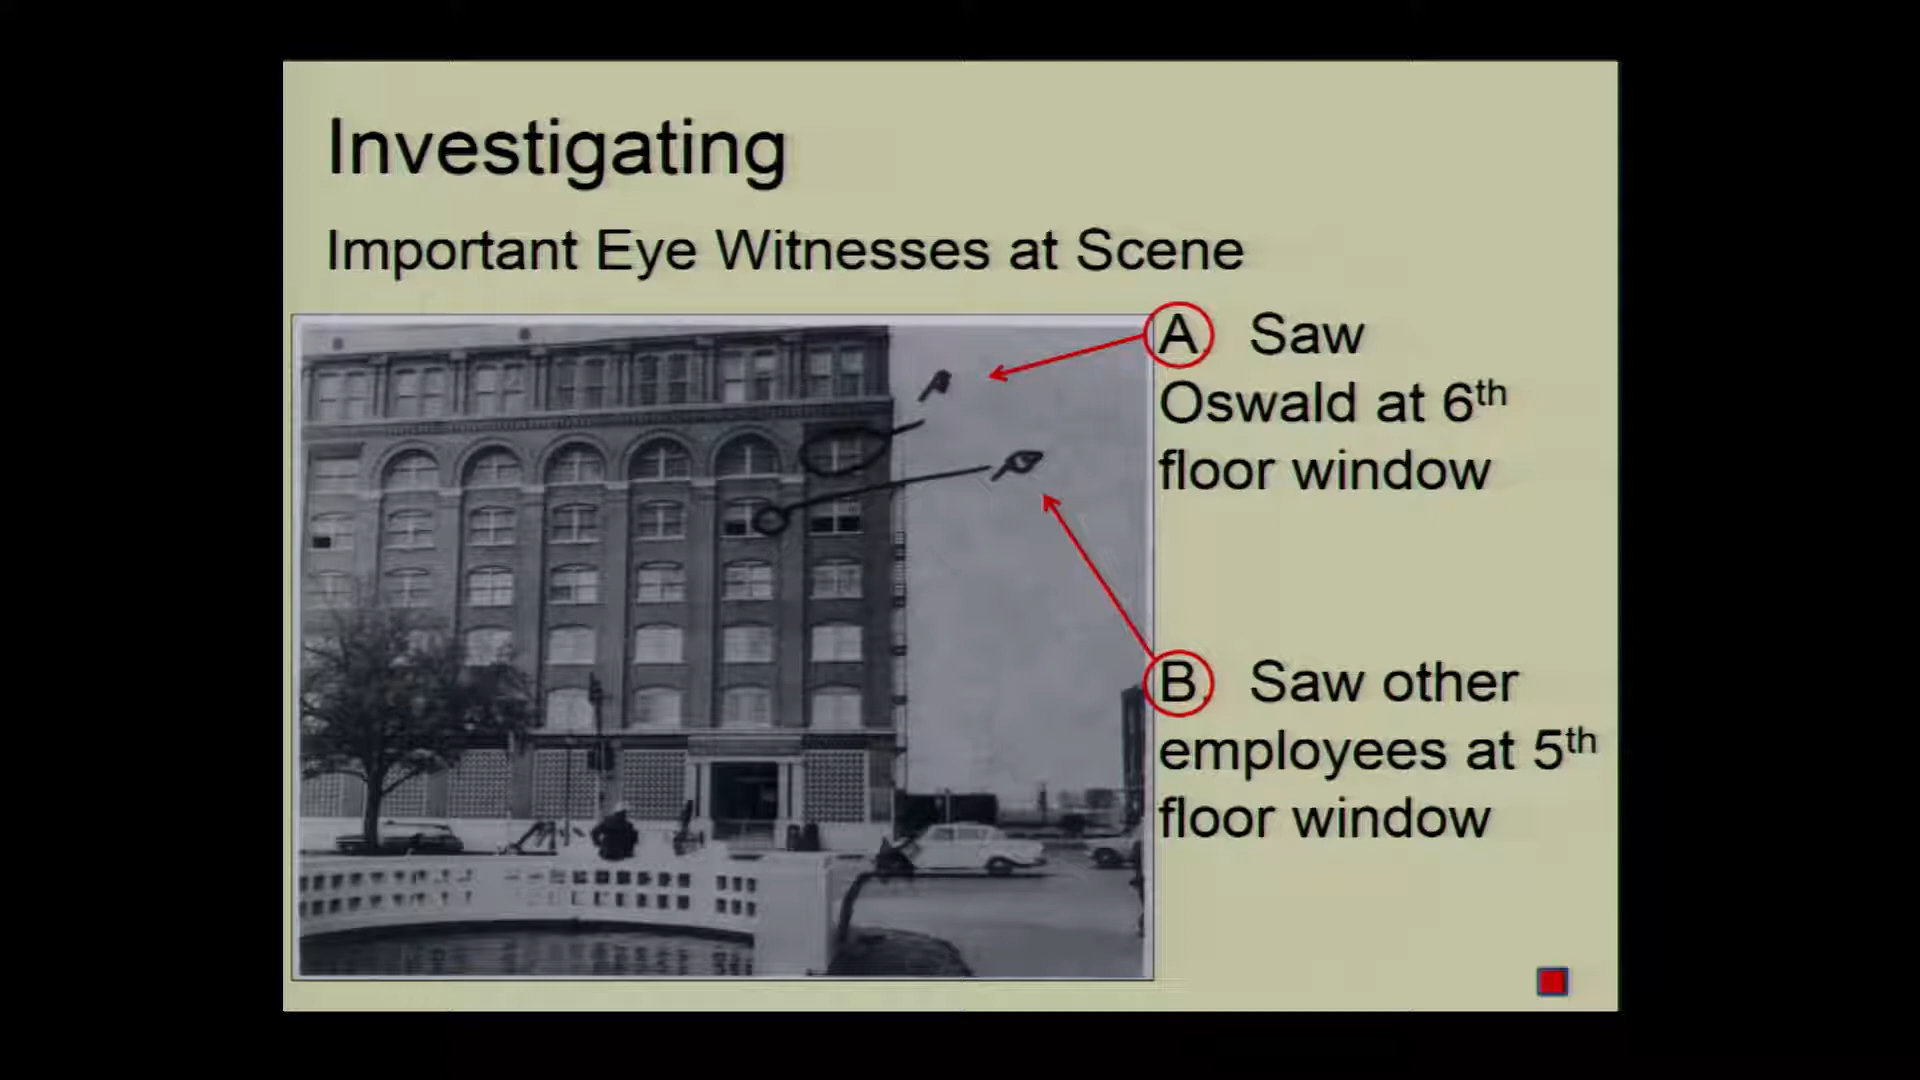 Investigating
Important Eye Witnesses at Scene
A. Saw
Oswald at 6th
floor window
B. Saw other
employees at 5th
floor window